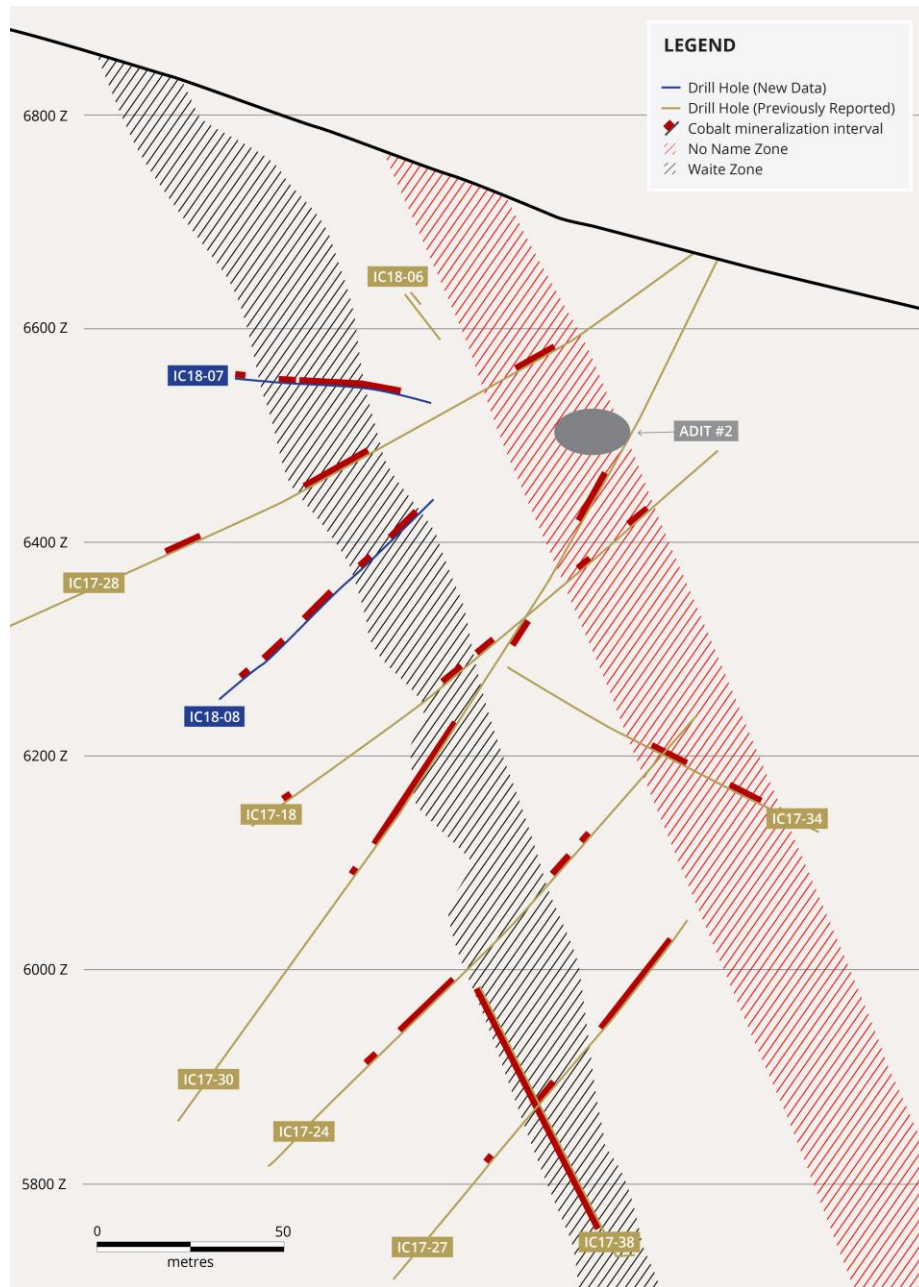 LEGEND
Drill Hole (New Data)
Drill Hole (Previously Reported)
Cobalt mineralization interval
No Name Zone
Waite Zone
6800 Z
IC18-06
6600 Z
IC18-07
ADIT #2
6400 Z
IC17-28
IC18-08
6200 Z
IC17-18
IC17-34
6000 Z
IC17-30
IC17-24
5800 Z
0 50
metres
IC17-27
IC17-38